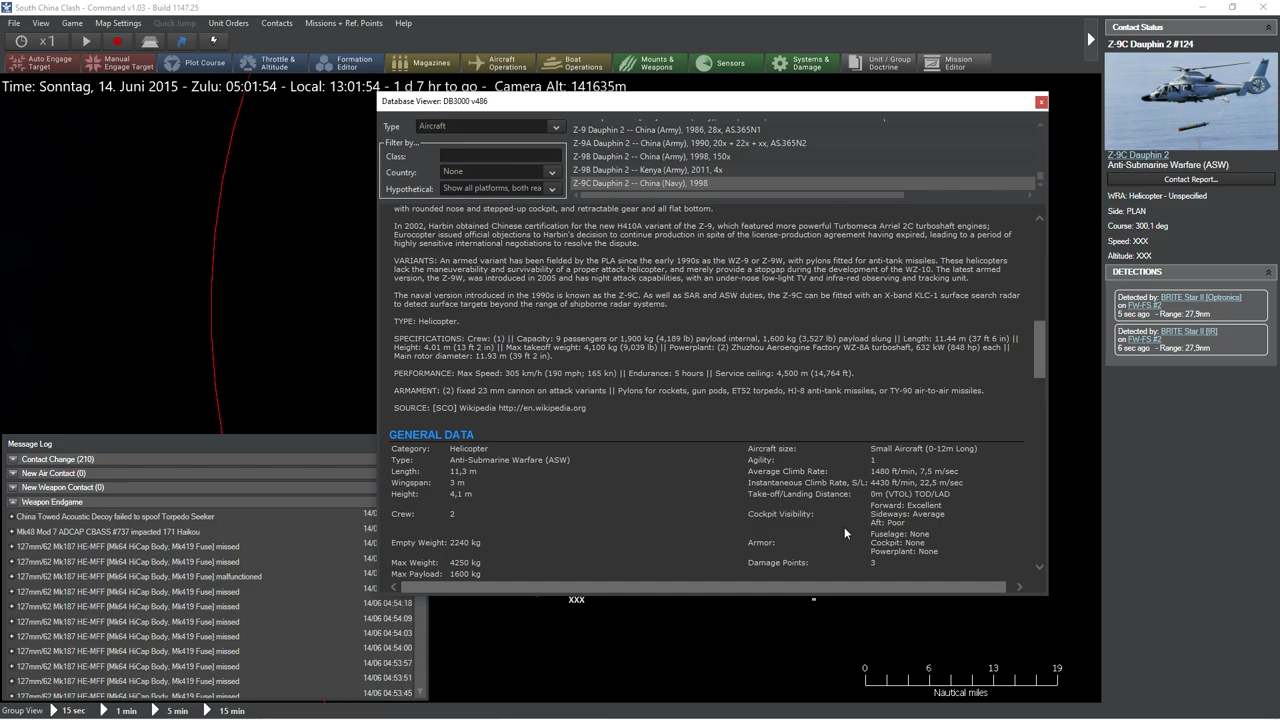 South China Clash - Command v1.03 - Build 1147.25
File View Game Map Settings Quick Jump Unit Orders Contacts Missions + Ref. Points Help
x1
Auto Engage Target
Manual Engage Target
Plot Course
Throttle & Altitude
Formation Editor
Magazines
Aircraft Operations
Boat Operations
Mounts & Weapons
Sensors
Systems & Damage
Unit / Group Doctrine
Mission Editor
Time: Sonntag, 14. Juni 2015 - Zulu: 05:01:54 - Local: 13:01:54 - 1 d 7 hr to go - Camera Alt: 141635m
Database Viewer: DB3000 v486
Type Aircraft
Filter by...
Class:
Country: None
Hypothetical: Show all platforms, both rea
Z-9 Dauphin 2 -- China (Army), 1986, 28x, AS.365N1
Z-9A Dauphin 2 -- China (Army), 1990, 20x + 22x + xx, AS.365N2
Z-9B Dauphin 2 -- China (Army), 1998, 150x
Z-9B Dauphin 2 -- Kenya (Army), 2011, 4x
Z-9C Dauphin 2 -- China (Navy), 1998
with rounded nose and stepped-up cockpit, and retractable gear and all flat bottom.
In 2002, Harbin obtained Chinese certification for the new H410A variant of the Z-9, which featured more powerful Turbomeca Arriel 2C turboshaft engines;
Eurocopter issued official objections to Harbin's decision to continue production in spite of the license-production agreement having expired, leading to a period of
highly sensitive international negotiations to resolve the dispute.
VARIANTS: An armed variant has been fielded by the PLA since the early 1990s as the WZ-9 or Z-9W, with pylons fitted for anti-tank missiles. These helicopters
lack the maneuverability and survivability of a proper attack helicopter, and merely provide a stopgap during the development of the WZ-10. The latest armed
version, the Z-9W, was introduced in 2005 and has night attack capabilities, with an under-nose low-light TV and infra-red observing and tracking unit.
The naval version introduced in the 1990s is known as the Z-9C. As well as SAR and ASW duties, the Z-9C can be fitted with an X-band KLC-1 surface search radar
to detect surface targets beyond the range of shipborne radar systems.
TYPE: Helicopter.
SPECIFICATIONS: Crew: (1) || Capacity: 9 passengers or 1,900 kg (4,189 lb) payload internal, 1,600 kg (3,527 lb) payload slung || Length: 11.44 m (37 ft 6 in) ||
Height: 4.01 m (13 ft 2 in) || Max takeoff weight: 4,100 kg (9,039 lb) || Powerplant: (2) Zhuzhou Aeroengine Factory WZ-8A turboshaft, 632 kW (848 hp) each ||
Main rotor diameter: 11.93 m (39 ft 2 in).
PERFORMANCE: Max Speed: 305 km/h (190 mph; 165 kn) || Endurance: 5 hours || Service ceiling: 4,500 m (14,764 ft).
ARMAMENT: (2) fixed 23 mm cannon on attack variants || Pylons for rockets, gun pods, ET52 torpedo, HJ-8 anti-tank missiles, or TY-90 air-to-air missiles.
SOURCE: [SCO] Wikipedia http://en.wikipedia.org
GENERAL DATA
Category: Helicopter
Type: Anti-Submarine Warfare (ASW)
Length: 11,3 m
Wingspan: 3 m
Height: 4,1 m
Crew: 2
Empty Weight: 2240 kg
Max Weight: 4250 kg
Max Payload: 1600 kg
Aircraft size: Small Aircraft (0-12m Long)
Agility: 1
Average Climb Rate: 1480 ft/min, 7,5 m/sec
Instantaneous Climb Rate, S/L: 4430 ft/min, 22,5 m/sec
Take-off/Landing Distance: 0m (VTOL) TOD/LAD
Cockpit Visibility: Forward: Excellent
Sideways: Average
Aft: Poor
Armor: Fuselage: None
Cockpit: None
Powerplant: None
Damage Points: 3
Contact Status
Z-9C Dauphin 2 #124
Z-9C Dauphin 2
Anti-Submarine Warfare (ASW)
Contact Report...
WRA: Helicopter - Unspecified
Side: PLAN
Course: 300,1 deg
Speed: XXX
Altitude: XXX
DETECTIONS
Detected by: BRITE Star II [Optronics]
on FW-FS #2
5 sec ago - Range: 27,9nm
Detected by: BRITE Star II [IR]
on FW-FS #2
6 sec ago - Range: 27,9nm
Message Log
Contact Change (210)
New Air Contact (0)
New Weapon Contact (0)
Weapon Endgame
China Towed Acoustic Decoy failed to spoof Torpedo Seeker 14/0
Mk48 Mod 7 ADCAP CBASS #737 impacted 171 Haikou 14/0
127mm/62 Mk187 HE-MFF [Mk64 HiCap Body, Mk419 Fuse] missed 14/0
127mm/62 Mk187 HE-MFF [Mk64 HiCap Body, Mk419 Fuse] missed 14/0
127mm/62 Mk187 HE-MFF [Mk64 HiCap Body, Mk419 Fuse] malfunctioned 14/0
127mm/62 Mk187 HE-MFF [Mk64 HiCap Body, Mk419 Fuse] missed 14/0
127mm/62 Mk187 HE-MFF [Mk64 HiCap Body, Mk419 Fuse] missed 14/06 04:54:18
127mm/62 Mk187 HE-MFF [Mk64 HiCap Body, Mk419 Fuse] missed 14/06 04:54:09
127mm/62 Mk187 HE-MFF [Mk64 HiCap Body, Mk419 Fuse] missed 14/06 04:54:03
127mm/62 Mk187 HE-MFF [Mk64 HiCap Body, Mk419 Fuse] missed 14/06 04:54:00
127mm/62 Mk187 HE-MFF [Mk64 HiCap Body, Mk419 Fuse] missed 14/06 04:53:57
127mm/62 Mk187 HE-MFF [Mk64 HiCap Body, Mk419 Fuse] missed 14/06 04:53:51
127mm/62 Mk187 HE-MFF [Mk64 HiCap Body, Mk419 Fuse] missed 14/06 04:53:45
XXX
0 6 13 19
Nautical miles
Group View 15 sec 1 min 5 min 15 min